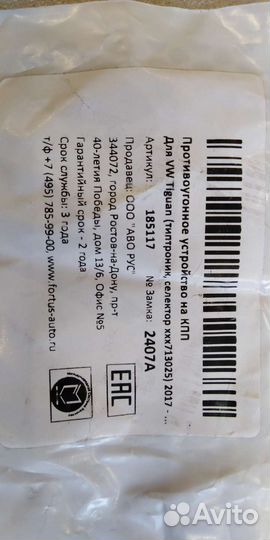 Противоугонное устройство на КПП
Для VW Tiguan (типтроник, селектор xxx713025) 2017 - ...
Артикул: 185117 № Замка: 2407A
Продавец: ООО "АВО РУС"
344072, город Ростов-на-Дону, пр-т
40-летия Победы, дом 13/6, Офис №5
Гарантийный срок - 2 года
Срок службы: 3 года
т/ф +7 (495) 785-99-00, www.fortus-auto.ru
EAC
Avito